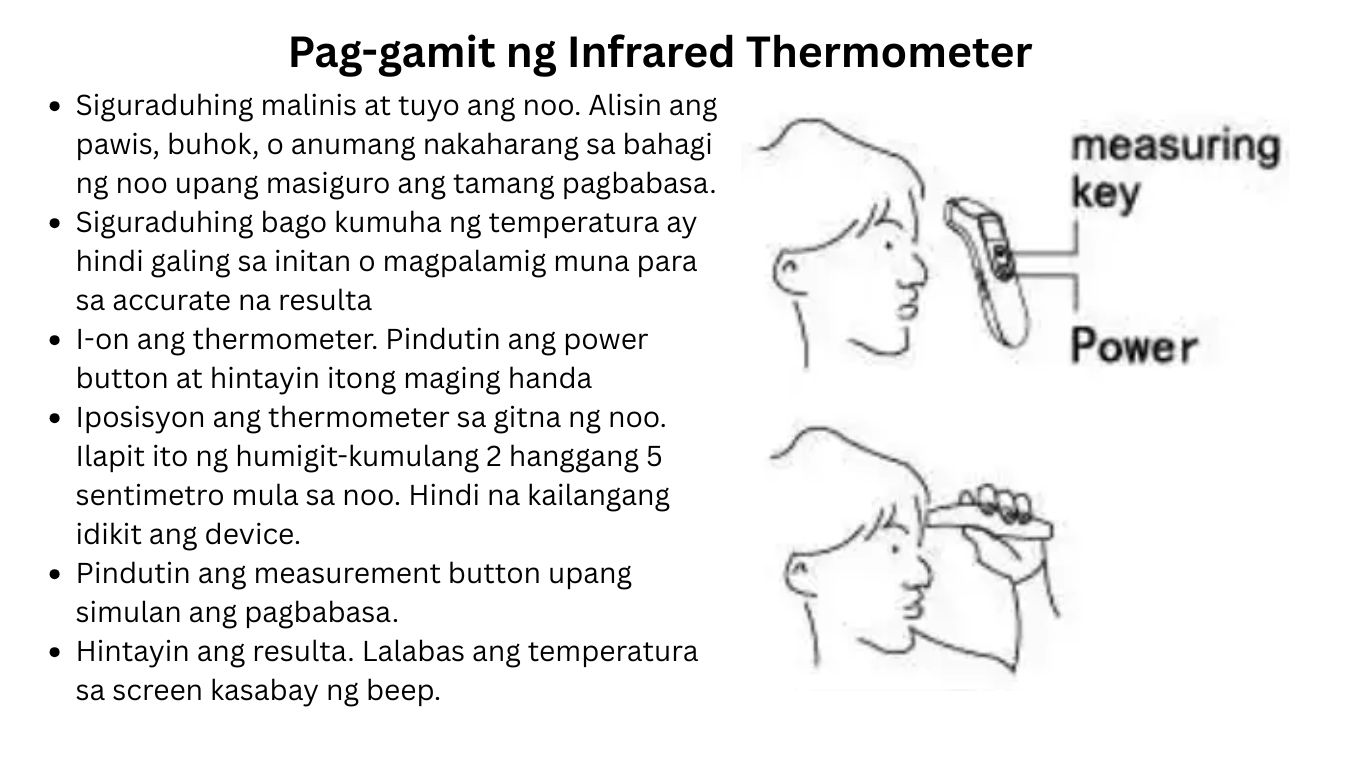 Pag-gamit ng Infrared Thermometer
• Siguraduhing malinis at tuyo ang noo. Alisin ang
pawis, buhok, o anumang nakaharang sa bahagi
ng noo upang masiguro ang tamang pagbabasa.
• Siguraduhing bago kumuha ng temperatura ay
hindi galing sa initan o magpalamig muna para
sa accurate na resulta
• I-on ang thermometer. Pindutin ang power
button at hintayin itong maging handa
• Iposisyon ang thermometer sa gitna ng noo.
Ilapit ito ng humigit-kumulang 2 hanggang 5
sentimetro mula sa noo. Hindi na kailangang
idikit ang device.
• Pindutin ang measurement button upang
simulan ang pagbabasa.
• Hintayin ang resulta. Lalabas ang temperatura
sa screen kasabay ng beep.
measuring
key
Power